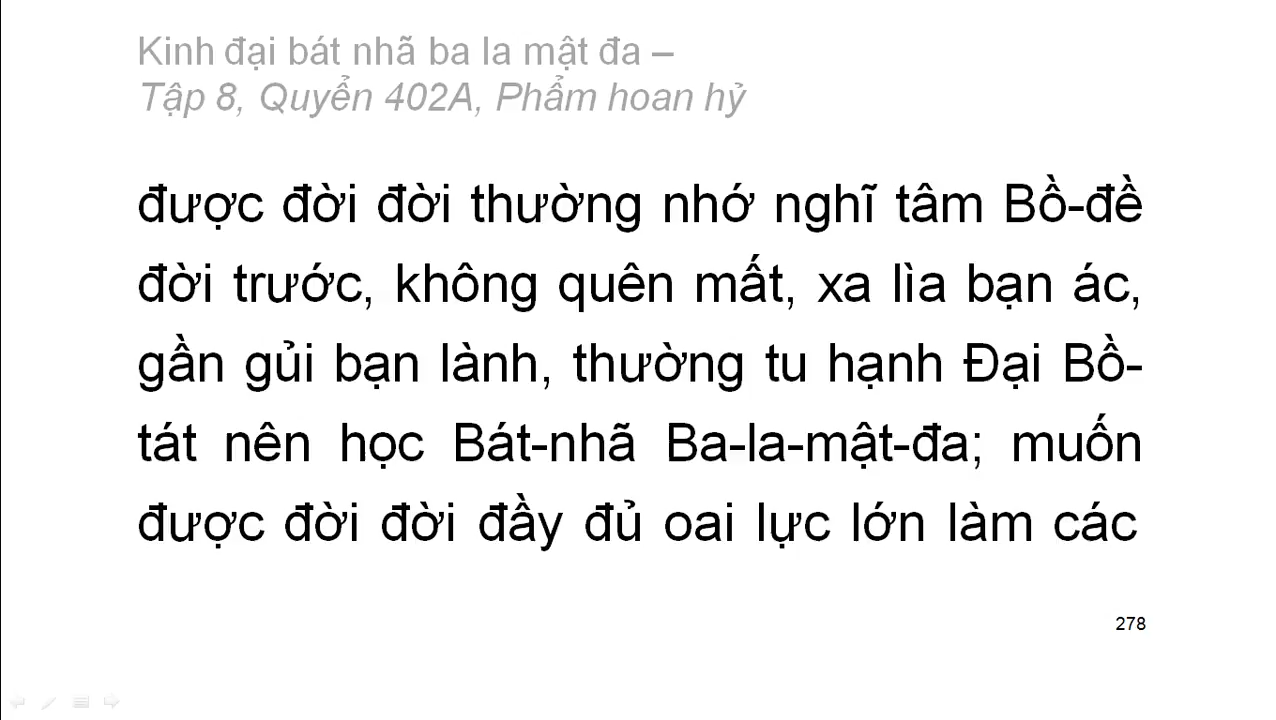 Kinh đại bát nhã ba la mật đa –
Tập 8, Quyển 402A, Phẩm hoan hỷ
được đời đời thường nhớ nghĩ tâm Bồ-đề
đời trước, không quên mất, xa lìa bạn ác,
gần gủi bạn lành, thường tu hạnh Đại Bồ-
tát nên học Bát-nhã Ba-la-mật-đa; muốn
được đời đời đầy đủ oai lực lớn làm các
278